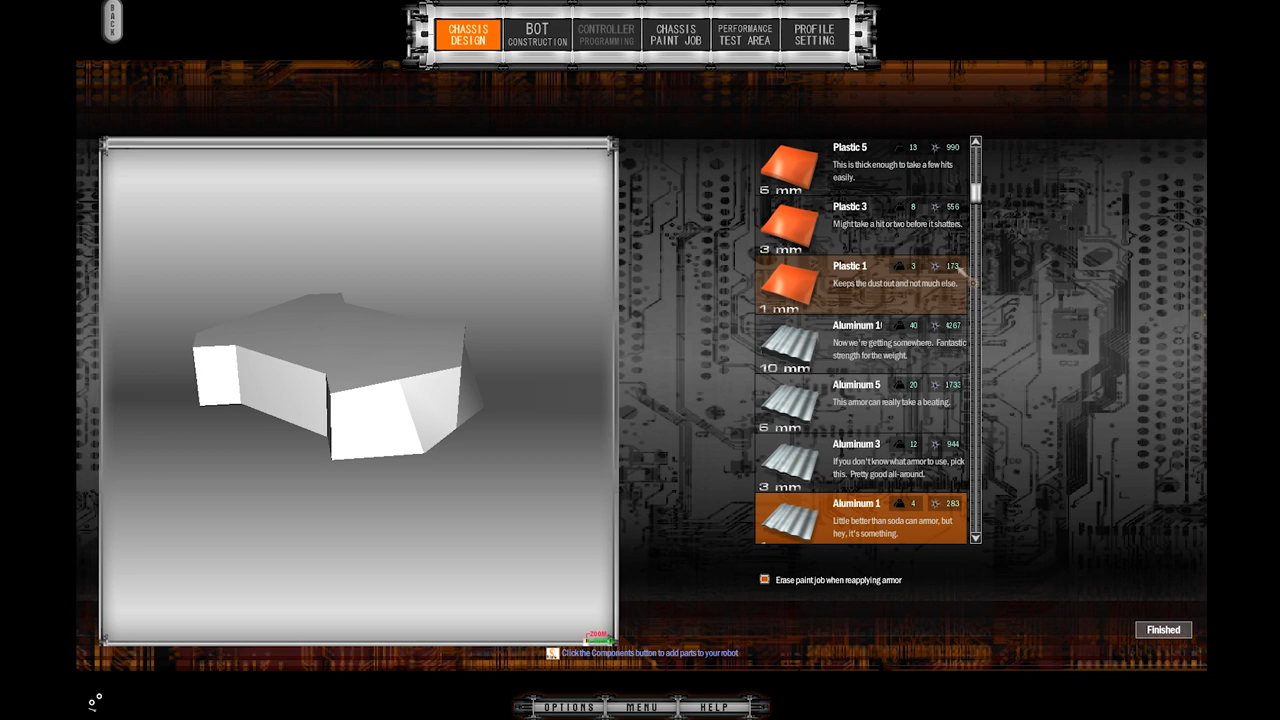 BACK
CHASSIS DESIGN
BOT CONSTRUCTION
CONTROLLER PROGRAMMING
CHASSIS PAINT JOB
PERFORMANCE TEST AREA
PROFILE SETTING
Plastic 5 13 990
This is thick enough to take a few hits
easily.
5 mm
Plastic 3 8 556
Might take a hit or two before it shatters.
3 mm
Plastic 1 3 173
Keeps the dust out and not much else.
1 mm
Aluminum 1 40 4267
Now we're getting somewhere. Fantastic
strength for the weight.
10 mm
Aluminum 5 20 1733
This armor can really take a beating.
5 mm
Aluminum 3 12 944
If you don't know what armor to use, pick
this. Pretty good all-around.
3 mm
Aluminum 1 4 283
Little better than soda can armor, but
hey, it's something.
Erase paint job when reapplying armor
Finished
ZOOM
Click the Components button to add parts to your robot
OPTIONS MENU HELP